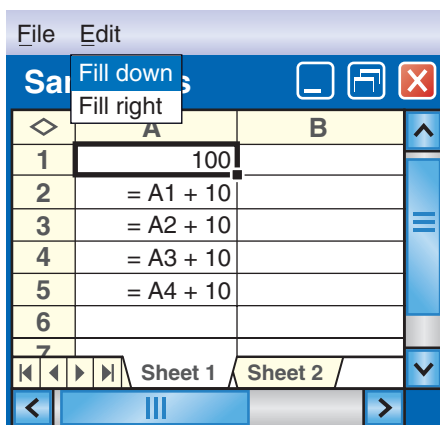 File Edit
Fill down
Fill right
A B
1 100
2 = A1 + 10
3 = A2 + 10
4 = A3 + 10
5 = A4 + 10
6
7
Sheet 1 Sheet 2